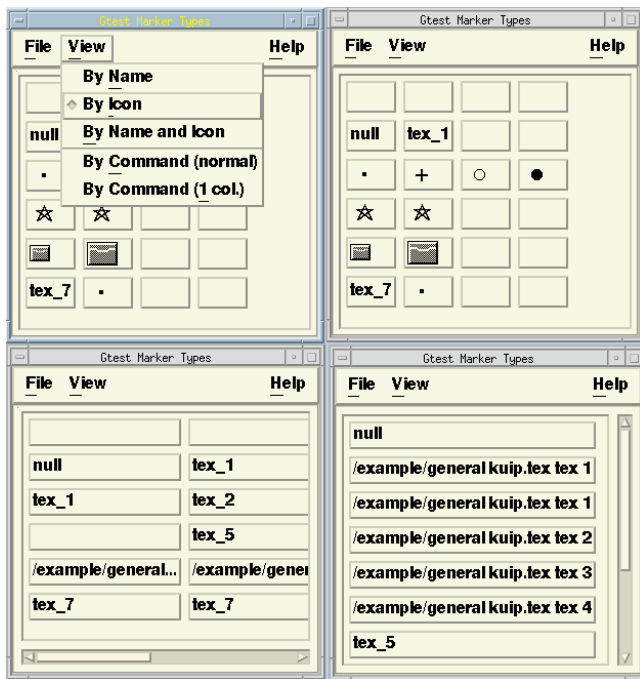 Gtest Marker Types
File View Help
By Name
By Icon
By Name and Icon
By Command (normal)
By Command (1 col.)
null
tex_7
Gtest Marker Types
File View Help
null tex_1
tex_7
Gtest Marker Types
File View Help
null tex_1
tex_1 tex_2
tex_5
/example/general... /example/gener
tex_7 tex_7
Gtest Marker Types
File View Help
null
/example/general kuip.tex tex 1
/example/general kuip.tex tex 1
/example/general kuip.tex tex 2
/example/general kuip.tex tex 3
/example/general kuip.tex tex 4
tex_5